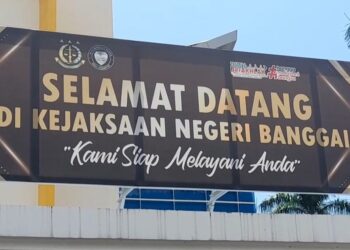 SELAMAT DATANG
DI KEJAKSAAN NEGERI BANGGAI
"Kami Siap Melayani Anda"